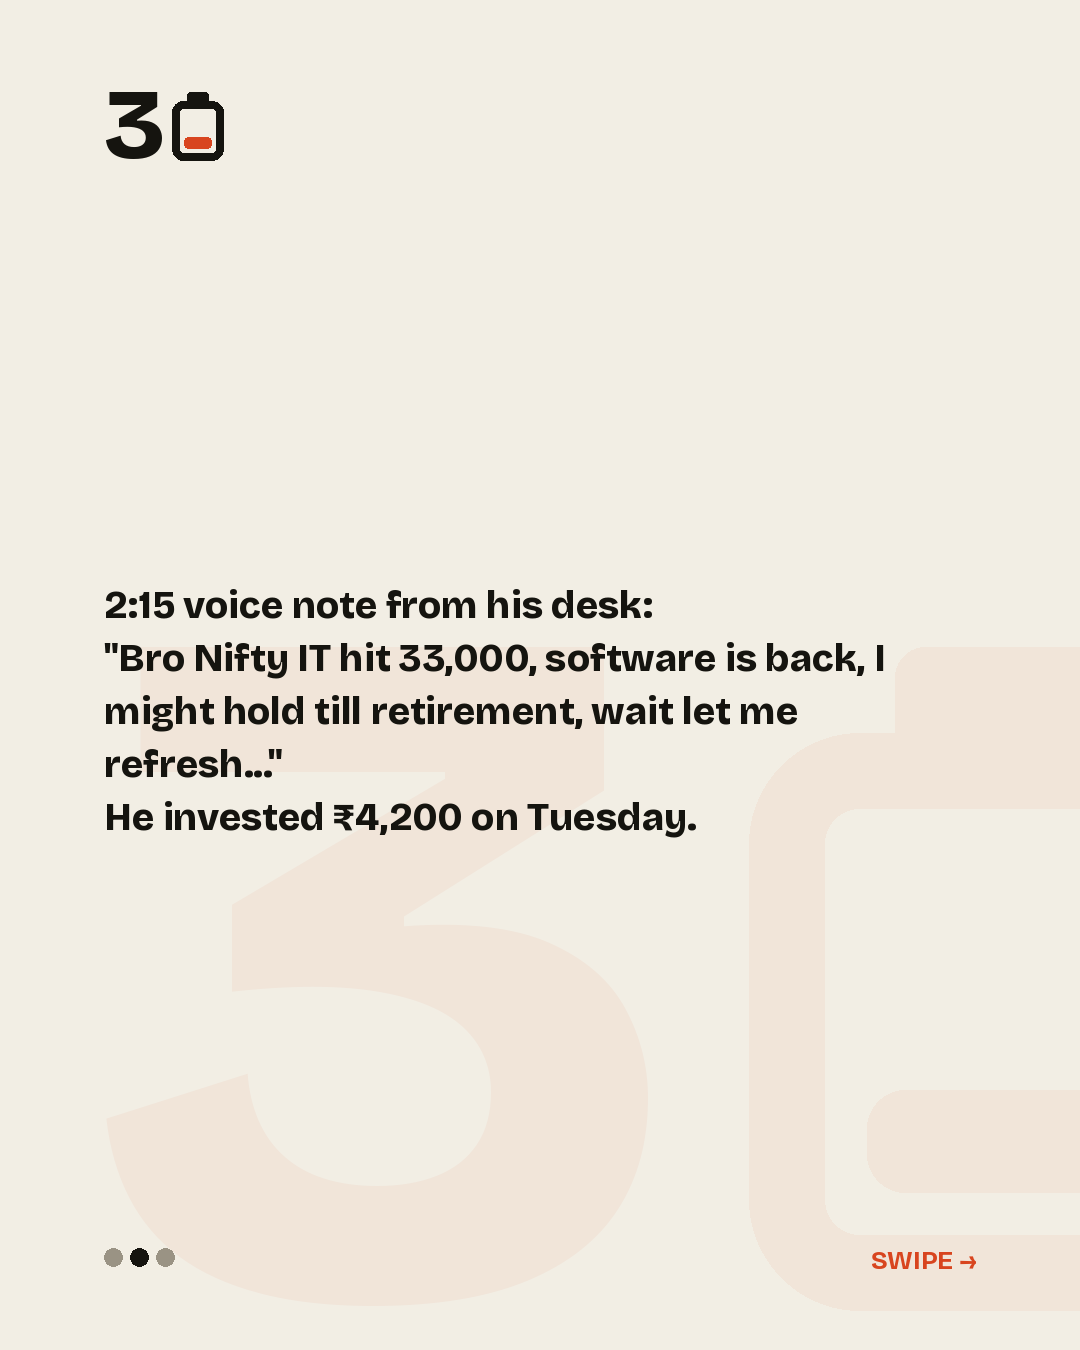 3
2:15 voice note from his desk:
"Bro Nifty IT hit 33,000, software is back, I
might hold till retirement, wait let me
refresh..."
He invested ₹4,200 on Tuesday.
SWIPE →